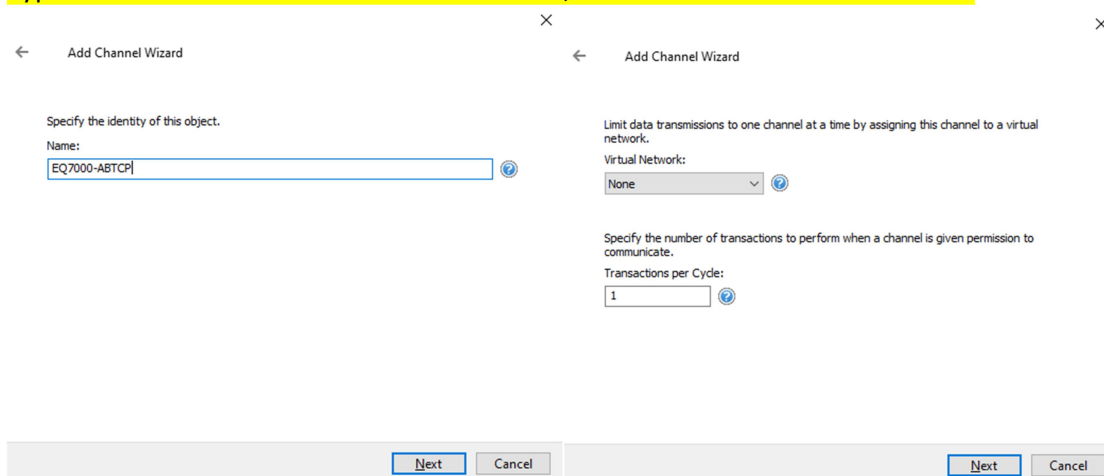 Add Channel Wizard
Specify the identity of this object.
Name:
EQ7000-ABTCP
Next Cancel
Add Channel Wizard
Limit data transmissions to one channel at a time by assigning this channel to a virtual
network.
Virtual Network:
None
Specify the number of transactions to perform when a channel is given permission to
communicate.
Transactions per Cycle:
1
Next Cancel